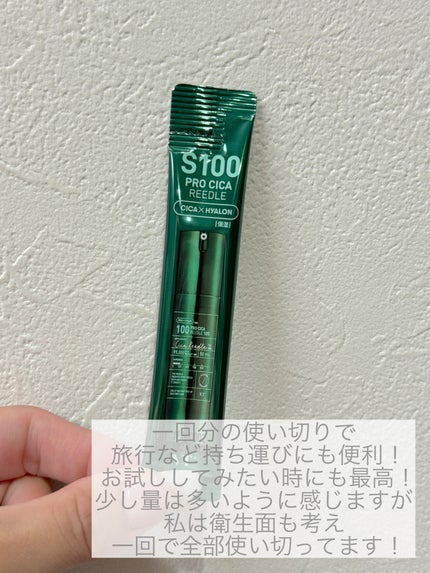 S100
PRO CICA
REEDLE
CICA×HYALON
[保湿]
100 PRO CICA
REEDLE 100
一回分の使い切りで
旅行など持ち運びにも便利！
お試ししてみたい時にも最高！
少し量は多いように感じますが
私は衛生面も考え
一回で全部使い切ってます！